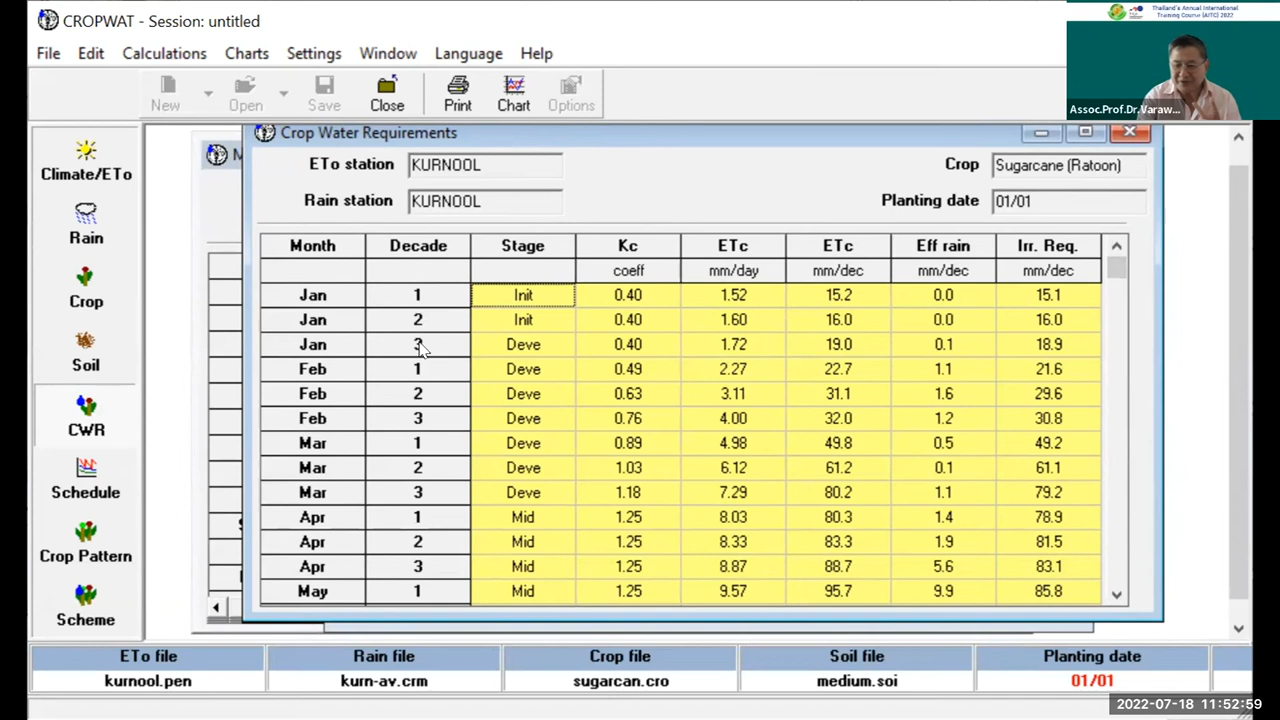 CROPWAT - Session: untitled
File Edit Calculations Charts Settings Window Language Help
New Open Save Close Print Chart Options
Thailand's Annual International
Training Course (AITC) 2022
Assoc.Prof.Dr.Varaw...
Climate/ETo
Rain
Crop
Soil
CWR
Schedule
Crop Pattern
Scheme
Crop Water Requirements
ETo station KURNOOL Crop Sugarcane (Ratoon)
Rain station KURNOOL Planting date 01/01
Month Decade Stage Kc ETc ETc Eff rain Irr. Req.
coeff mm/day mm/dec mm/dec mm/dec
Jan 1 Init 0.40 1.52 15.2 0.0 15.1
Jan 2 Init 0.40 1.60 16.0 0.0 16.0
Jan 3 Deve 0.40 1.72 19.0 0.1 18.9
Feb 1 Deve 0.49 2.27 22.7 1.1 21.6
Feb 2 Deve 0.63 3.11 31.1 1.6 29.6
Feb 3 Deve 0.76 4.00 32.0 1.2 30.8
Mar 1 Deve 0.89 4.98 49.8 0.5 49.2
Mar 2 Deve 1.03 6.12 61.2 0.1 61.1
Mar 3 Deve 1.18 7.29 80.2 1.1 79.2
Apr 1 Mid 1.25 8.03 80.3 1.4 78.9
Apr 2 Mid 1.25 8.33 83.3 1.9 81.5
Apr 3 Mid 1.25 8.87 88.7 5.6 83.1
May 1 Mid 1.25 9.57 95.7 9.9 85.8
ETo file Rain file Crop file Soil file Planting date
kurnool.pen kurn-av.crm sugarcan.cro medium.soi 01/01
2022-07-18 11:52:59